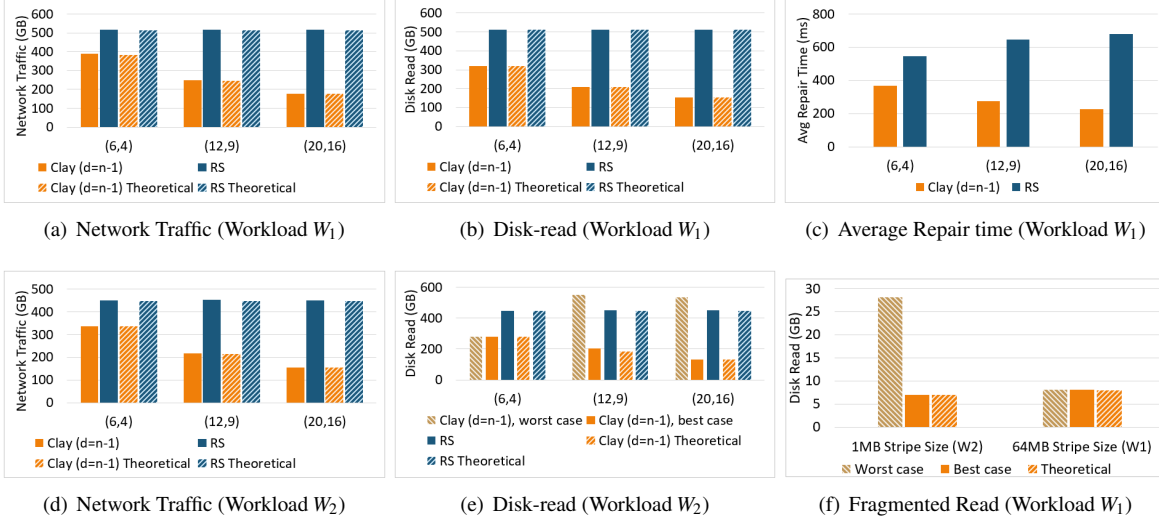 Network Traffic (GB)
600
500
400
300
200
100
0
(6,4) (12,9) (20,16)
Clay (d=n-1) RS
Clay (d=n-1) Theoretical RS Theoretical
(a) Network Traffic (Workload W1)
Disk Read (GB)
600
500
400
300
200
100
0
(6,4) (12,9) (20,16)
Clay (d=n-1) RS
Clay (d=n-1) Theoretical RS Theoretical
(b) Disk-read (Workload W1)
Avg Repair Time (ms)
800
600
400
200
0
(6,4) (12,9) (20,16)
Clay (d=n-1) RS
(c) Average Repair time (Workload W1)
Network Traffic (GB)
500
400
300
200
100
0
(6,4) (12,9) (20,16)
Clay (d=n-1) RS
Clay (d=n-1) Theoretical RS Theoretical
(d) Network Traffic (Workload W2)
Disk Read (GB)
600
400
200
0
(6,4) (12,9) (20,16)
Clay (d=n-1), worst case Clay (d=n-1), best case
RS Clay (d=n-1) Theoretical
RS Theoretical
(e) Disk-read (Workload W2)
Disk Read (GB)
30
25
20
15
10
5
0
1MB Stripe Size (W2) 64MB Stripe Size (W1)
Worst case Best case Theoretical
(f) Fragmented Read (Workload W1)